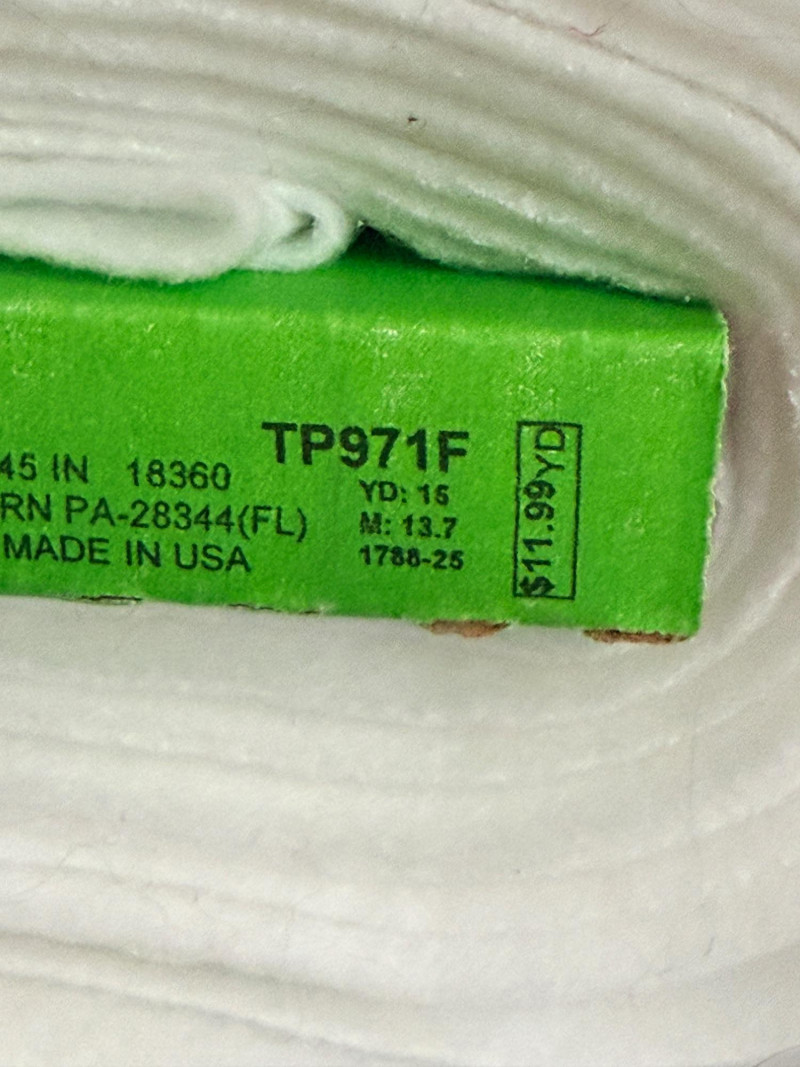 45 IN 18360
RN PA-28344(FL)
MADE IN USA
TP971F
YD: 15
M: 13.7
1788-25
$11.99YD